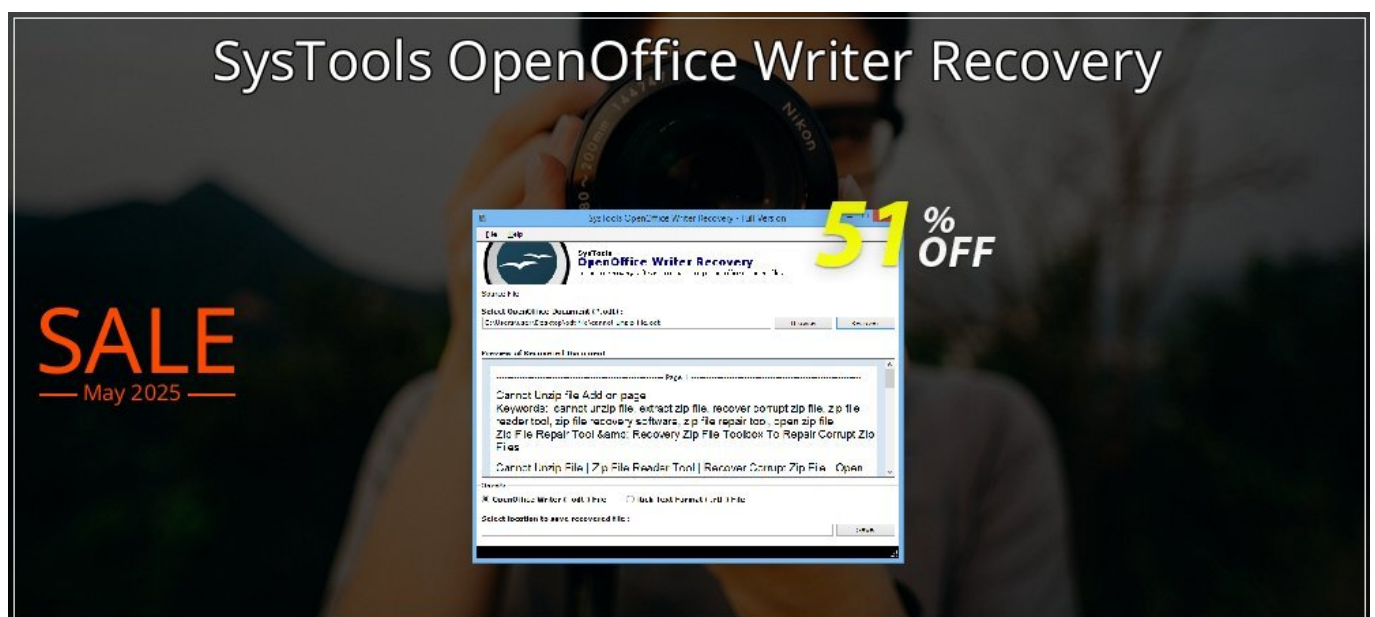 SysTools OpenOffice Writer Recovery
Nikon
80~200mm
51% OFF
SALE
May 2025
SysTools OpenOffice Writer Recovery - Full Version
File Help
SysTools
OpenOffice Writer Recovery
Source File
Select OpenOffice Document (*.odt) :
Browse Recover
Preview of Recovered Document
Page 1
Cannot Unzip file Add on page
Keywords: cannot unzip file, extract zip file, recover corrupt zip file, zip file
reader tool, zip file recovery software, zip file repair tool, open zip file
Zip File Repair Tool &amp; Recovery Zip File Toolbox To Repair Corrupt Zip
Files
Cannot Unzip File | Zip File Reader Tool | Recover Corrupt Zip File Open
OpenOffice Writer (.odt) File Rich Text Format (.rtf) File
Select location to save recovered file :